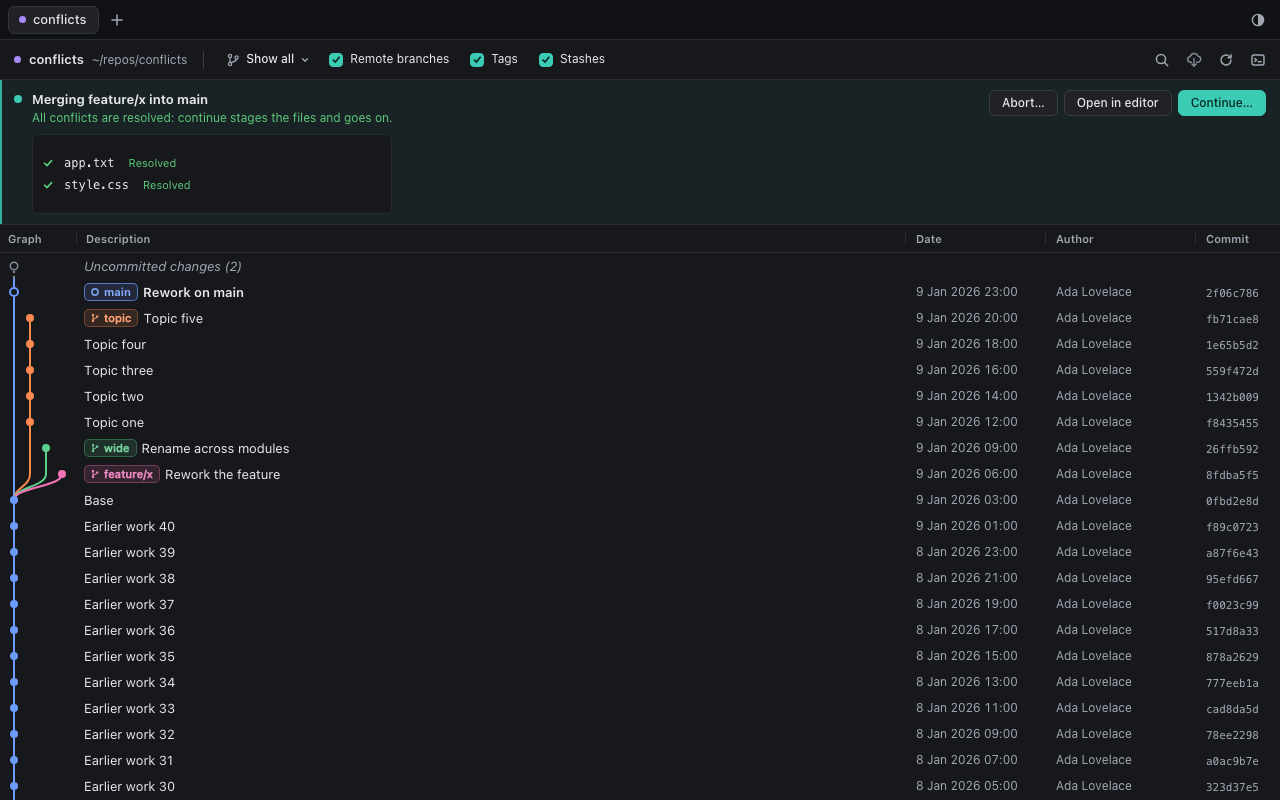 conflicts
conflicts ~/repos/conflicts Show all Remote branches Tags Stashes
Merging feature/x into main
All conflicts are resolved: continue stages the files and goes on.
Abort... Open in editor Continue...
app.txt Resolved
style.css Resolved
Graph Description Date Author Commit
Uncommitted changes (2)
main Rework on main 9 Jan 2026 23:00 Ada Lovelace 2f06c786
topic Topic five 9 Jan 2026 20:00 Ada Lovelace fb71cae8
Topic four 9 Jan 2026 18:00 Ada Lovelace 1e65b5d2
Topic three 9 Jan 2026 16:00 Ada Lovelace 559f472d
Topic two 9 Jan 2026 14:00 Ada Lovelace 1342b009
Topic one 9 Jan 2026 12:00 Ada Lovelace f8435455
wide Rename across modules 9 Jan 2026 09:00 Ada Lovelace 26ffb592
feature/x Rework the feature 9 Jan 2026 06:00 Ada Lovelace 8fdba5f5
Base 9 Jan 2026 03:00 Ada Lovelace 0fbd2e8d
Earlier work 40 9 Jan 2026 01:00 Ada Lovelace f89c0723
Earlier work 39 8 Jan 2026 23:00 Ada Lovelace a87f6e43
Earlier work 38 8 Jan 2026 21:00 Ada Lovelace 95efd667
Earlier work 37 8 Jan 2026 19:00 Ada Lovelace f0023c99
Earlier work 36 8 Jan 2026 17:00 Ada Lovelace 517d8a33
Earlier work 35 8 Jan 2026 15:00 Ada Lovelace 878a2629
Earlier work 34 8 Jan 2026 13:00 Ada Lovelace 777eeb1a
Earlier work 33 8 Jan 2026 11:00 Ada Lovelace cad8da5d
Earlier work 32 8 Jan 2026 09:00 Ada Lovelace 78ee2298
Earlier work 31 8 Jan 2026 07:00 Ada Lovelace a0ac9b7e
Earlier work 30 8 Jan 2026 05:00 Ada Lovelace 323d37e5